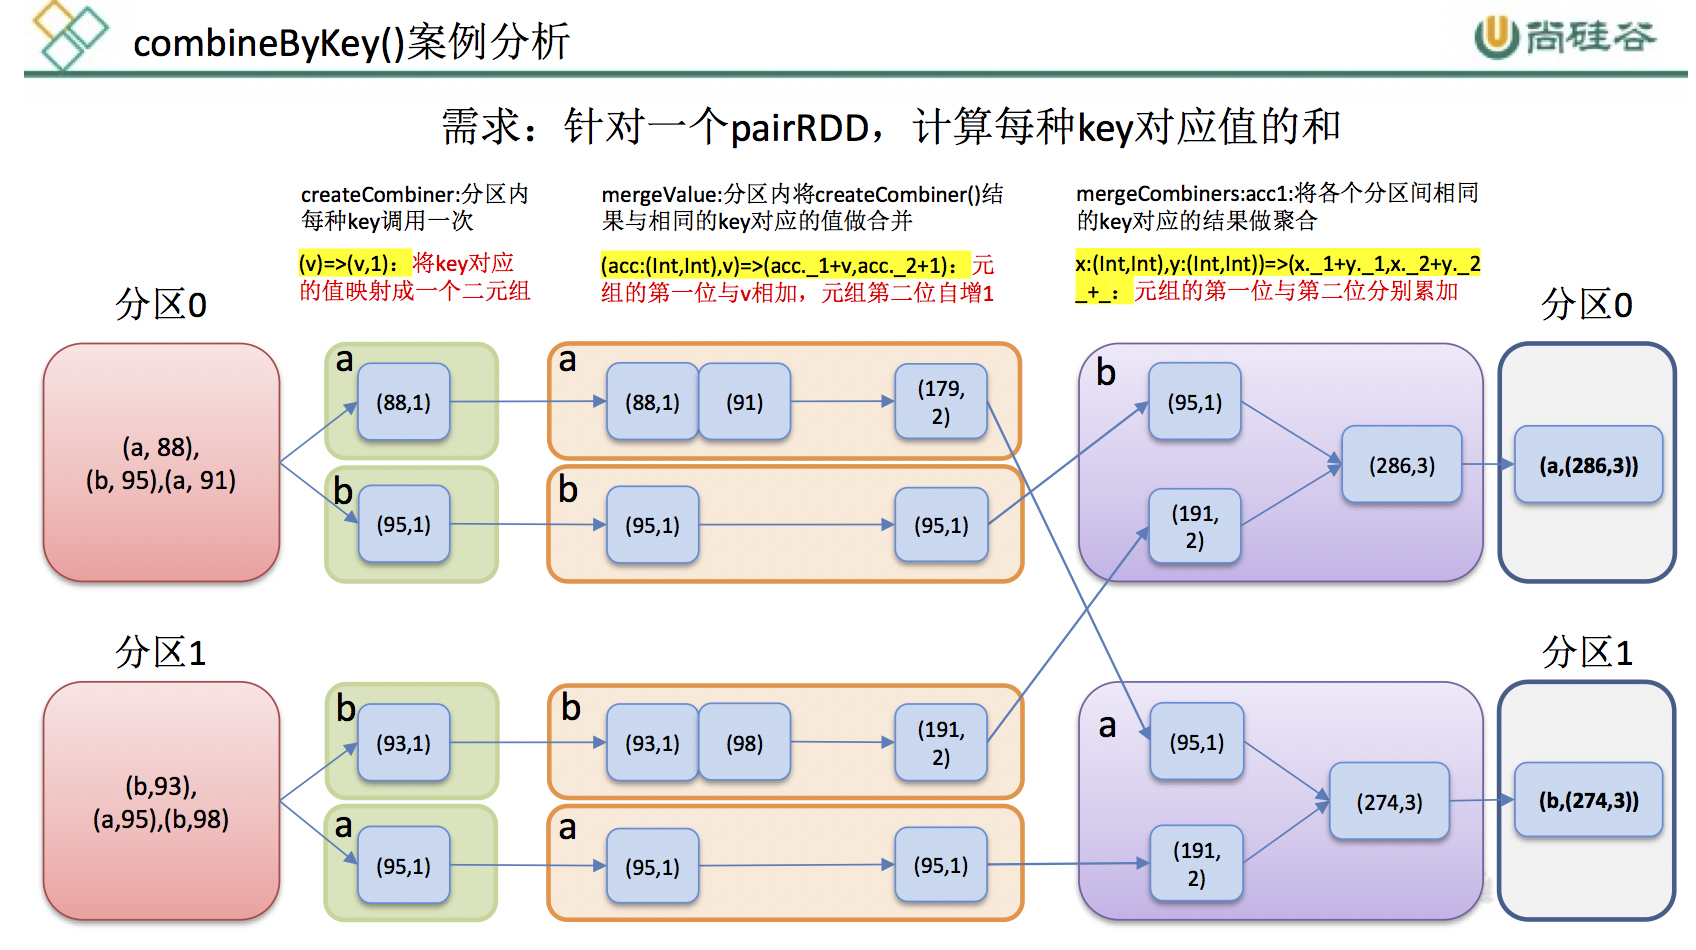 combineByKey()案例分析
尚硅谷
需求：针对一个pairRDD，计算每种key对应值的和
createCombiner:分区内
每种key调用一次
(v)=>(v,1)：将key对应
的值映射成一个二元组
mergeValue:分区内将createCombiner()结
果与相同的key对应的值做合并
(acc:(Int,Int),v)=>(acc._1+v,acc._2+1)：元
组的第一位与v相加，元组第二位自增1
mergeCombiners:acc1:将各个分区间相同
的key对应的结果做聚合
x:(Int,Int),y:(Int,Int))=>(x._1+y._1,x._2+y._2
_+_：元组的第一位与第二位分别累加
分区0
分区0
(a, 88),
(b, 95),(a, 91)
a
(88,1)
b
(95,1)
a
(88,1)
(91)
(179,
2)
b
(95,1)
(95,1)
b
(95,1)
(191,
2)
(286,3)
(a,(286,3))
分区1
分区1
(b,93),
(a,95),(b,98)
b
(93,1)
a
(95,1)
b
(93,1)
(98)
(191,
2)
a
(95,1)
(95,1)
a
(95,1)
(191,
2)
(274,3)
(b,(274,3))